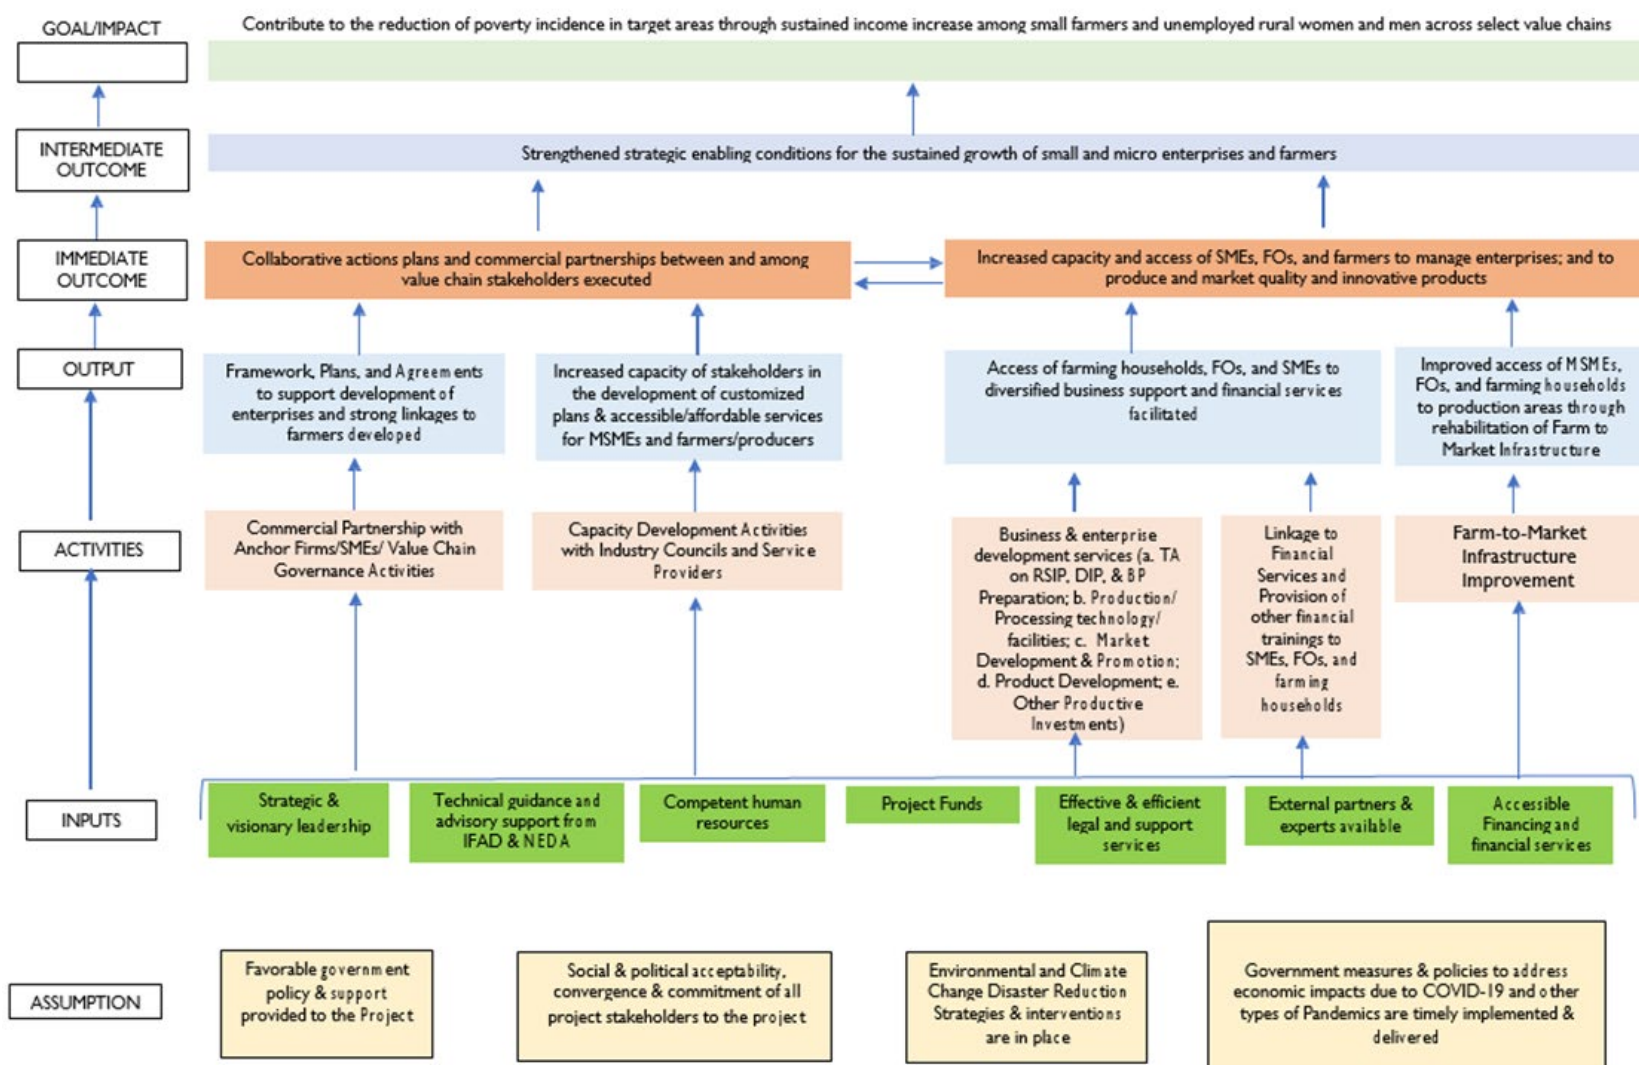 GOAL/IMPACT
Contribute to the reduction of poverty incidence in target areas through sustained income increase among small farmers and unemployed rural women and men across select value chains
INTERMEDIATE
OUTCOME
Strengthened strategic enabling conditions for the sustained growth of small and micro enterprises and farmers
IMMEDIATE
OUTCOME
Collaborative actions plans and commercial partnerships between and among
value chain stakeholders executed
Increased capacity and access of SMEs, FOs, and farmers to manage enterprises; and to
produce and market quality and innovative products
OUTPUT
Framework, Plans, and Agreements
to support development of
enterprises and strong linkages to
farmers developed
Increased capacity of stakeholders in
the development of customized
plans & accessible/affordable services
for MSMEs and farmers/producers
Access of farming households, FOs, and SMEs to
diversified business support and financial services
facilitated
Improved access of MSMEs,
FOs, and farming households
to production areas through
rehabilitation of Farm to
Market Infrastructure
ACTIVITIES
Commercial Partnership with
Anchor Firms/SMEs/ Value Chain
Governance Activities
Capacity Development Activities
with Industry Councils and Service
Providers
Business & enterprise
development services (a. TA
on RSIP, DIP, & BP
Preparation; b. Production/
Processing technology/
facilities; c. Market
Development & Promotion;
d. Product Development; e.
Other Productive
Investments)
Linkage to
Financial
Services and
Provision of
other financial
trainings to
SMEs, FOs, and
farming
households
Farm-to-Market
Infrastructure
Improvement
INPUTS
Strategic &
visionary leadership
Technical guidance and
advisory support from
IFAD & NEDA
Competent human
resources
Project Funds
Effective & efficient
legal and support
services
External partners &
experts available
Accessible
Financing and
financial services
ASSUMPTION
Favorable government
policy & support
provided to the Project
Social & political acceptability,
convergence & commitment of all
project stakeholders to the project
Environmental and Climate
Change Disaster Reduction
Strategies & interventions
are in place
Government measures & policies to address
economic impacts due to COVID-19 and other
types of Pandemics are timely implemented &
delivered